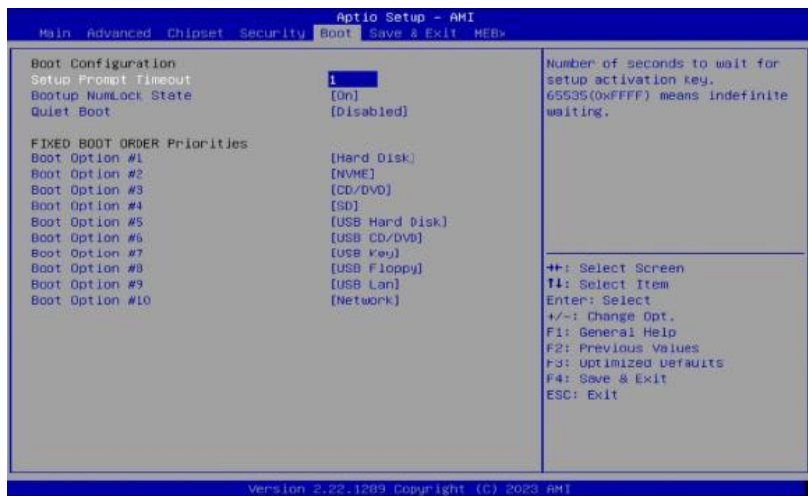 Aptio Setup - AMI
Main Advanced Chipset Security Boot Save & Exit MEBx
Boot Configuration
Setup Prompt Timeout 1
Bootup NumLock State [On]
Quiet Boot [Disabled]
FIXED BOOT ORDER Priorities
Boot Option #1 [Hard Disk]
Boot Option #2 [NVME]
Boot Option #3 [CD/DVD]
Boot Option #4 [SD]
Boot Option #5 [USB Hard Disk]
Boot Option #6 [USB CD/DVD]
Boot Option #7 [USB Key]
Boot Option #8 [USB Floppy]
Boot Option #9 [USB Lan]
Boot Option #10 [Network]
Number of seconds to wait for
setup activation key.
65535(0xFFFF) means indefinite
waiting.
→←: Select Screen
↑↓: Select Item
Enter: Select
+/-: Change Opt.
F1: General Help
F2: Previous Values
F3: Optimized Defaults
F4: Save & Exit
ESC: Exit
Version 2.22.1289 Copyright (C) 2023 AMI